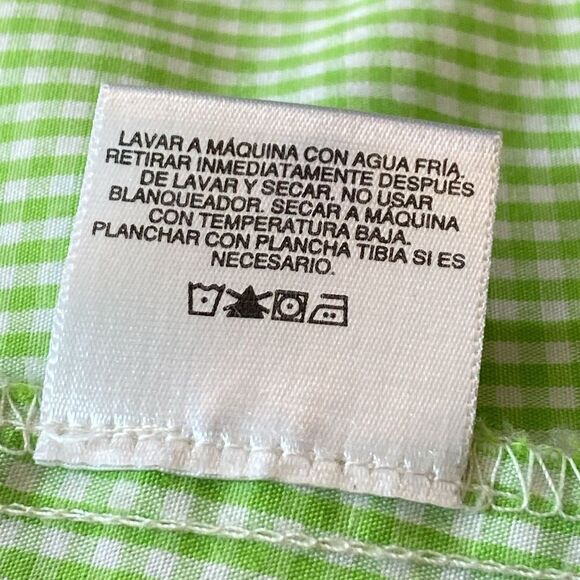 LAVAR A MÁQUINA CON AGUA FRÍA.
RETIRAR INMEDIATAMENTE DESPUÉS
DE LAVAR Y SECAR. NO USAR
BLANQUEADOR. SECAR A MÁQUINA
CON TEMPERATURA BAJA.
PLANCHAR CON PLANCHA TIBIA SI ES
NECESARIO.